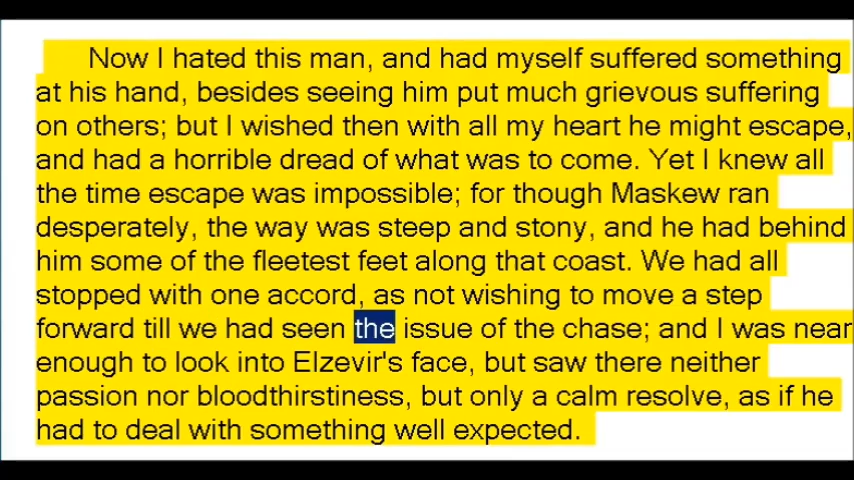 Now I hated this man, and had myself suffered something
at his hand, besides seeing him put much grievous suffering
on others; but I wished then with all my heart he might escape,
and had a horrible dread of what was to come. Yet I knew all
the time escape was impossible; for though Maskew ran
desperately, the way was steep and stony, and he had behind
him some of the fleetest feet along that coast. We had all
stopped with one accord, as not wishing to move a step
forward till we had seen the issue of the chase; and I was near
enough to look into Elzevir's face, but saw there neither
passion nor bloodthirstiness, but only a calm resolve, as if he
had to deal with something well expected.